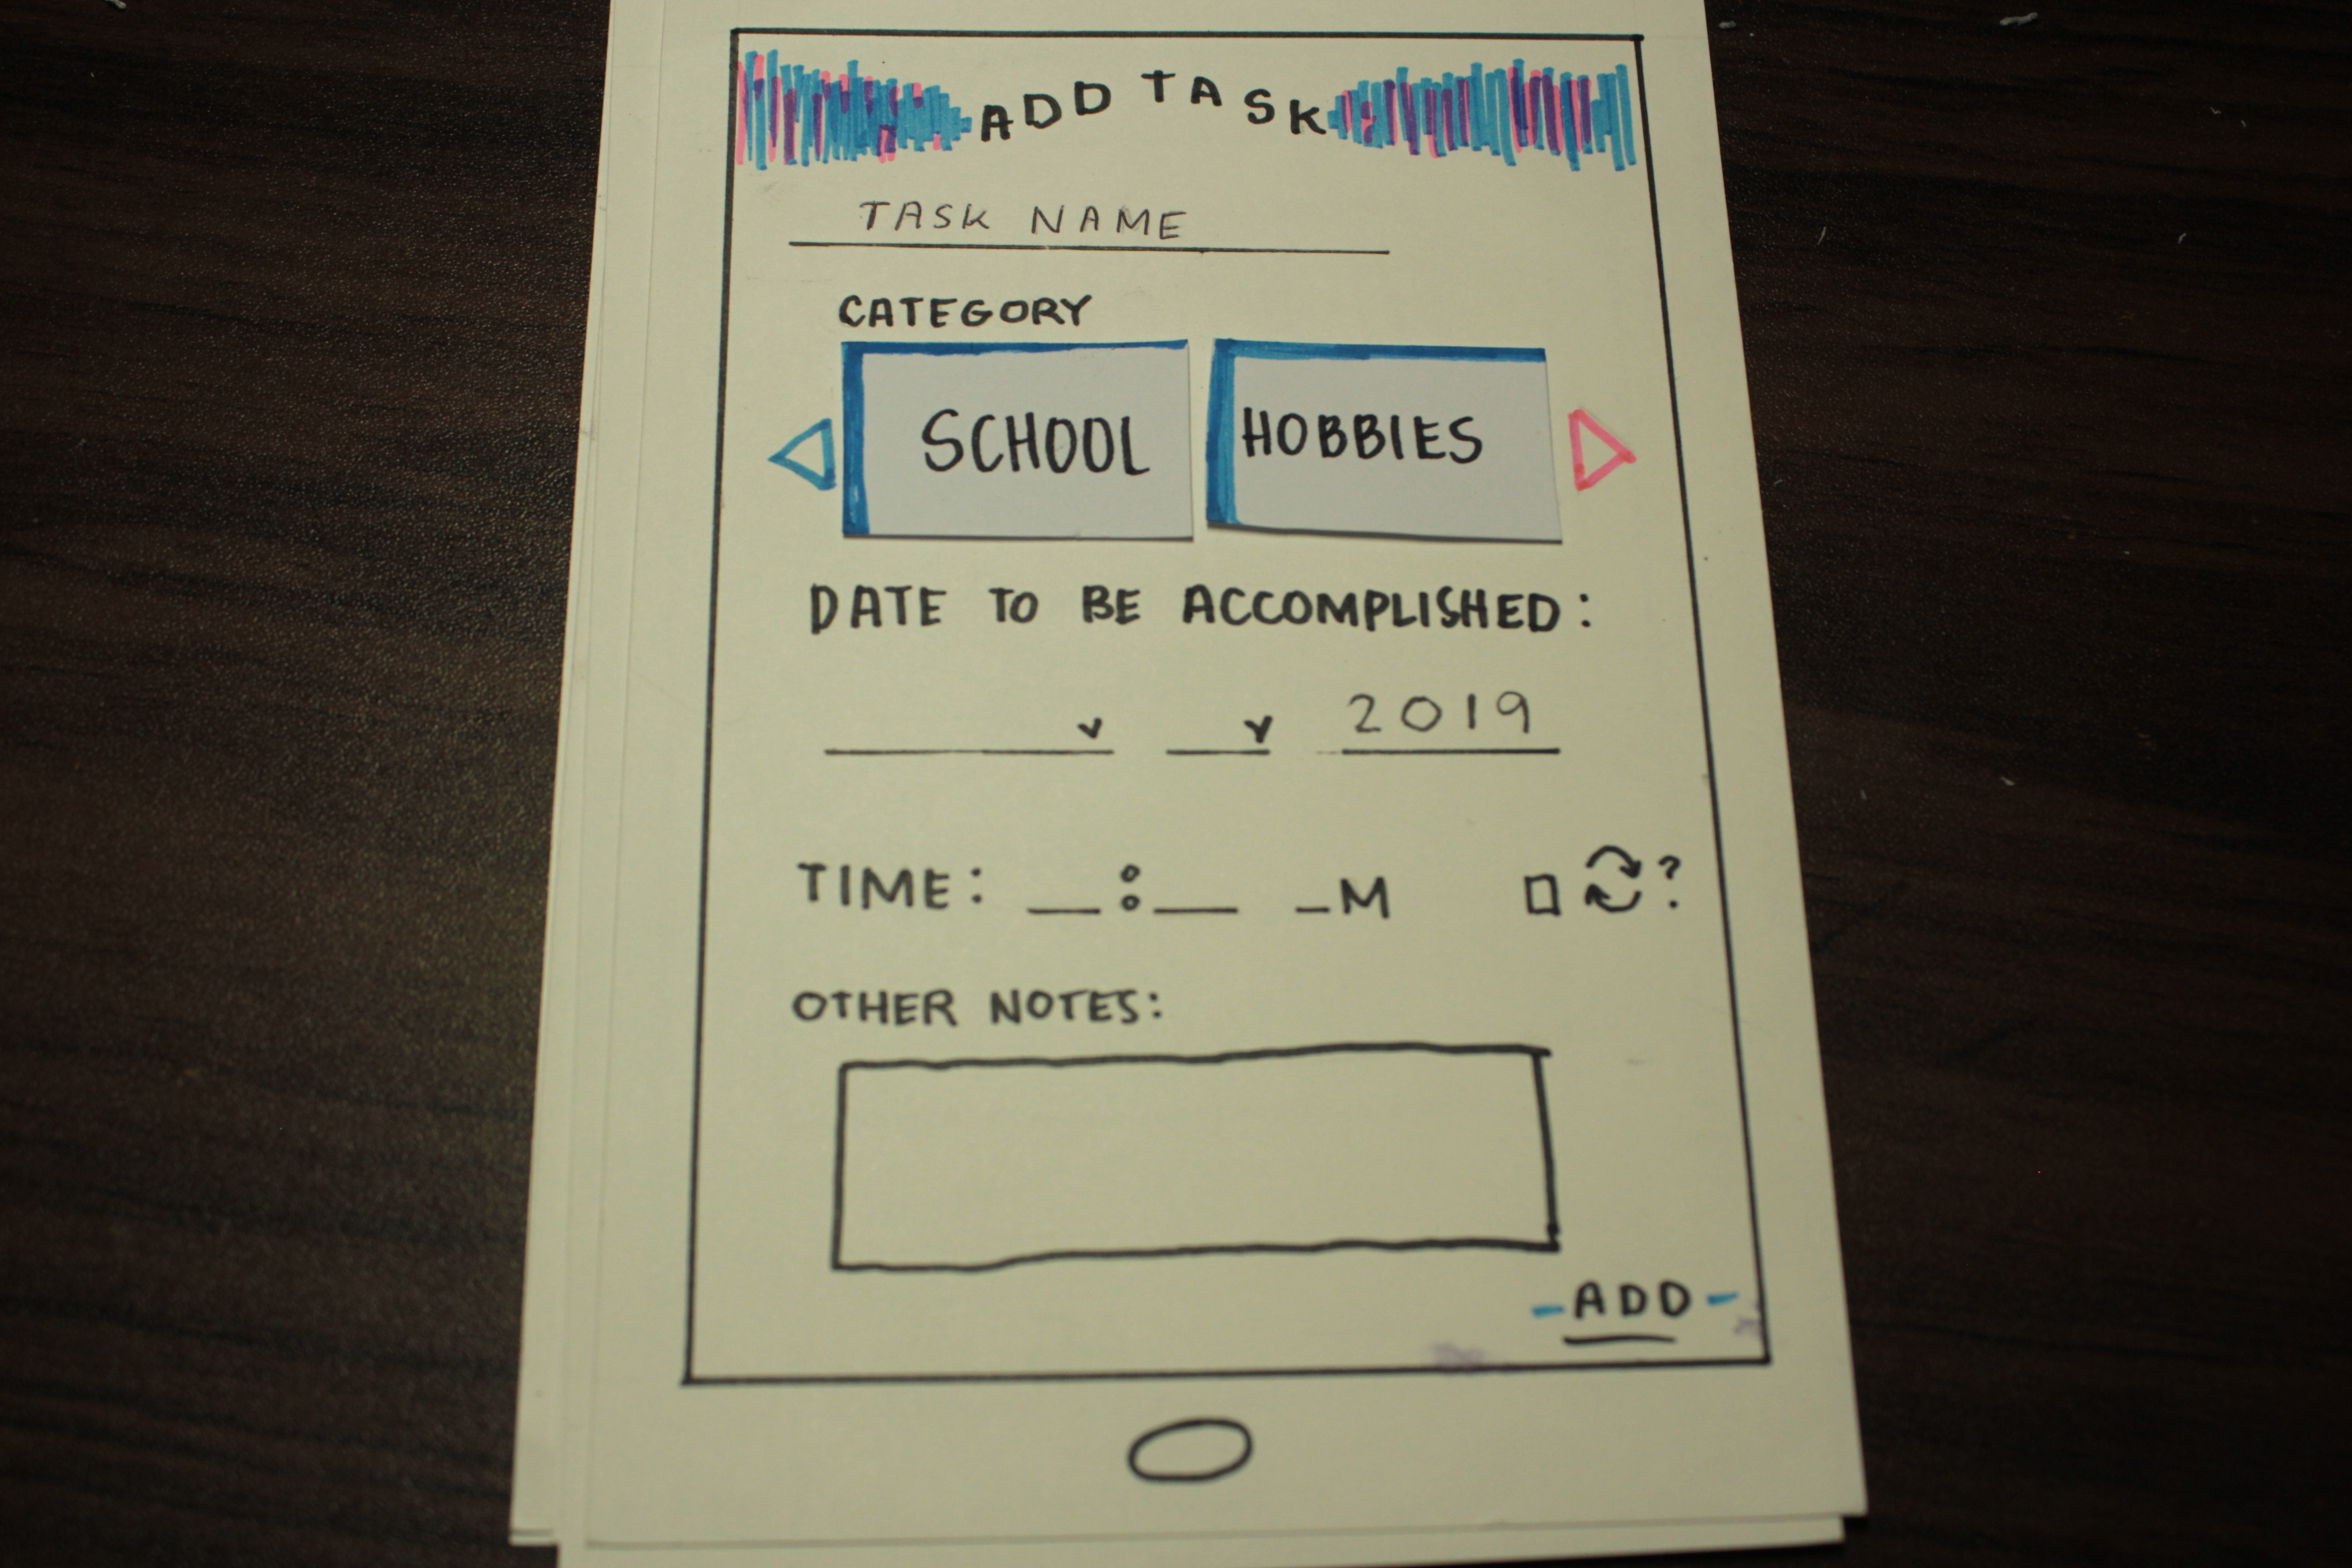 ADD TASK
TASK NAME
CATEGORY
SCHOOL HOBBIES
DATE TO BE ACCOMPLISHED:
2019
TIME: __:__ _M ?
OTHER NOTES:
-ADD-